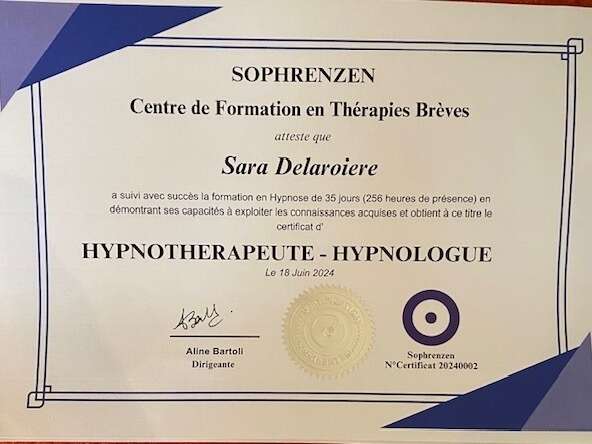 SOPHRENZEN
Centre de Formation en Thérapies Brèves
atteste que
Sara Delaroiere
a suivi avec succès la formation en Hypnose de 35 jours (256 heures de présence) en
démontrant ses capacités à exploiter les connaissances acquises et obtient à ce titre le
certificat d'
HYPNOTHERAPEUTE - HYPNOLOGUE
Le 18 Juin 2024
Aline Bartoli
Dirigeante
Sophrenzen
N°Certificat 20240002